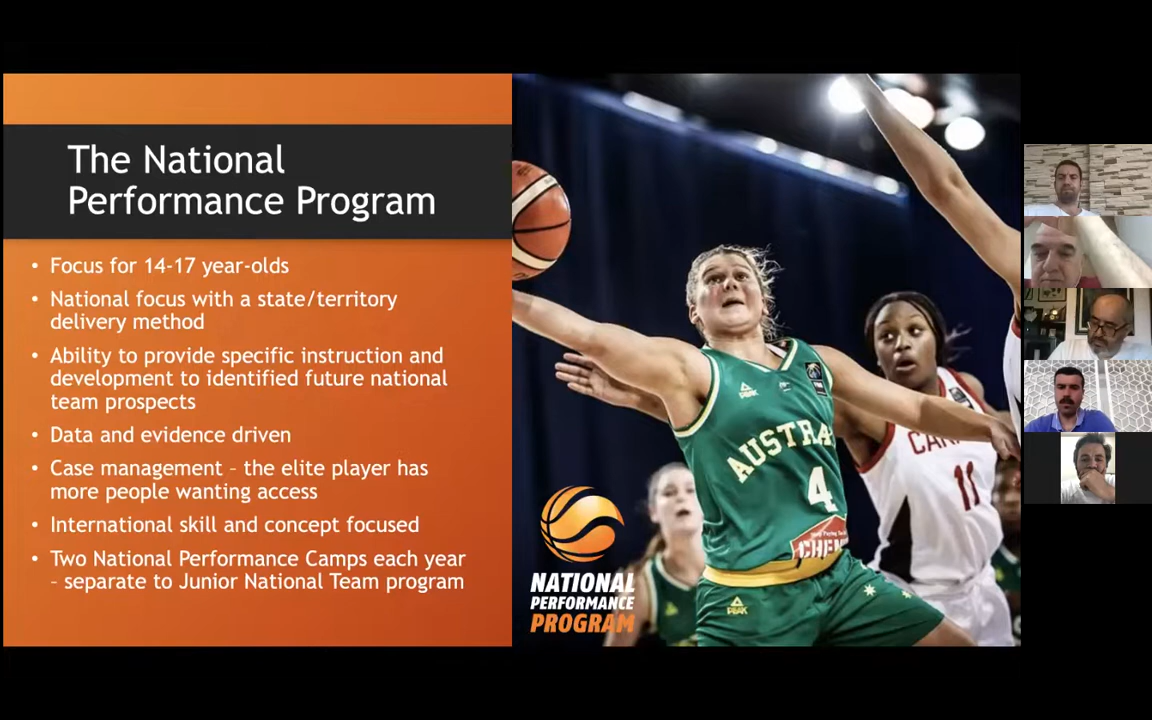 The National
Performance Program
• Focus for 14-17 year-olds
• National focus with a state/territory
delivery method
• Ability to provide specific instruction and
development to identified future national
team prospects
• Data and evidence driven
• Case management – the elite player has
more people wanting access
• International skill and concept focused
• Two National Performance Camps each year
– separate to Junior National Team program
PEAK
AUSTRA
4
CHEM
PEAK
11
NATIONAL
PERFORMANCE
PROGRAM